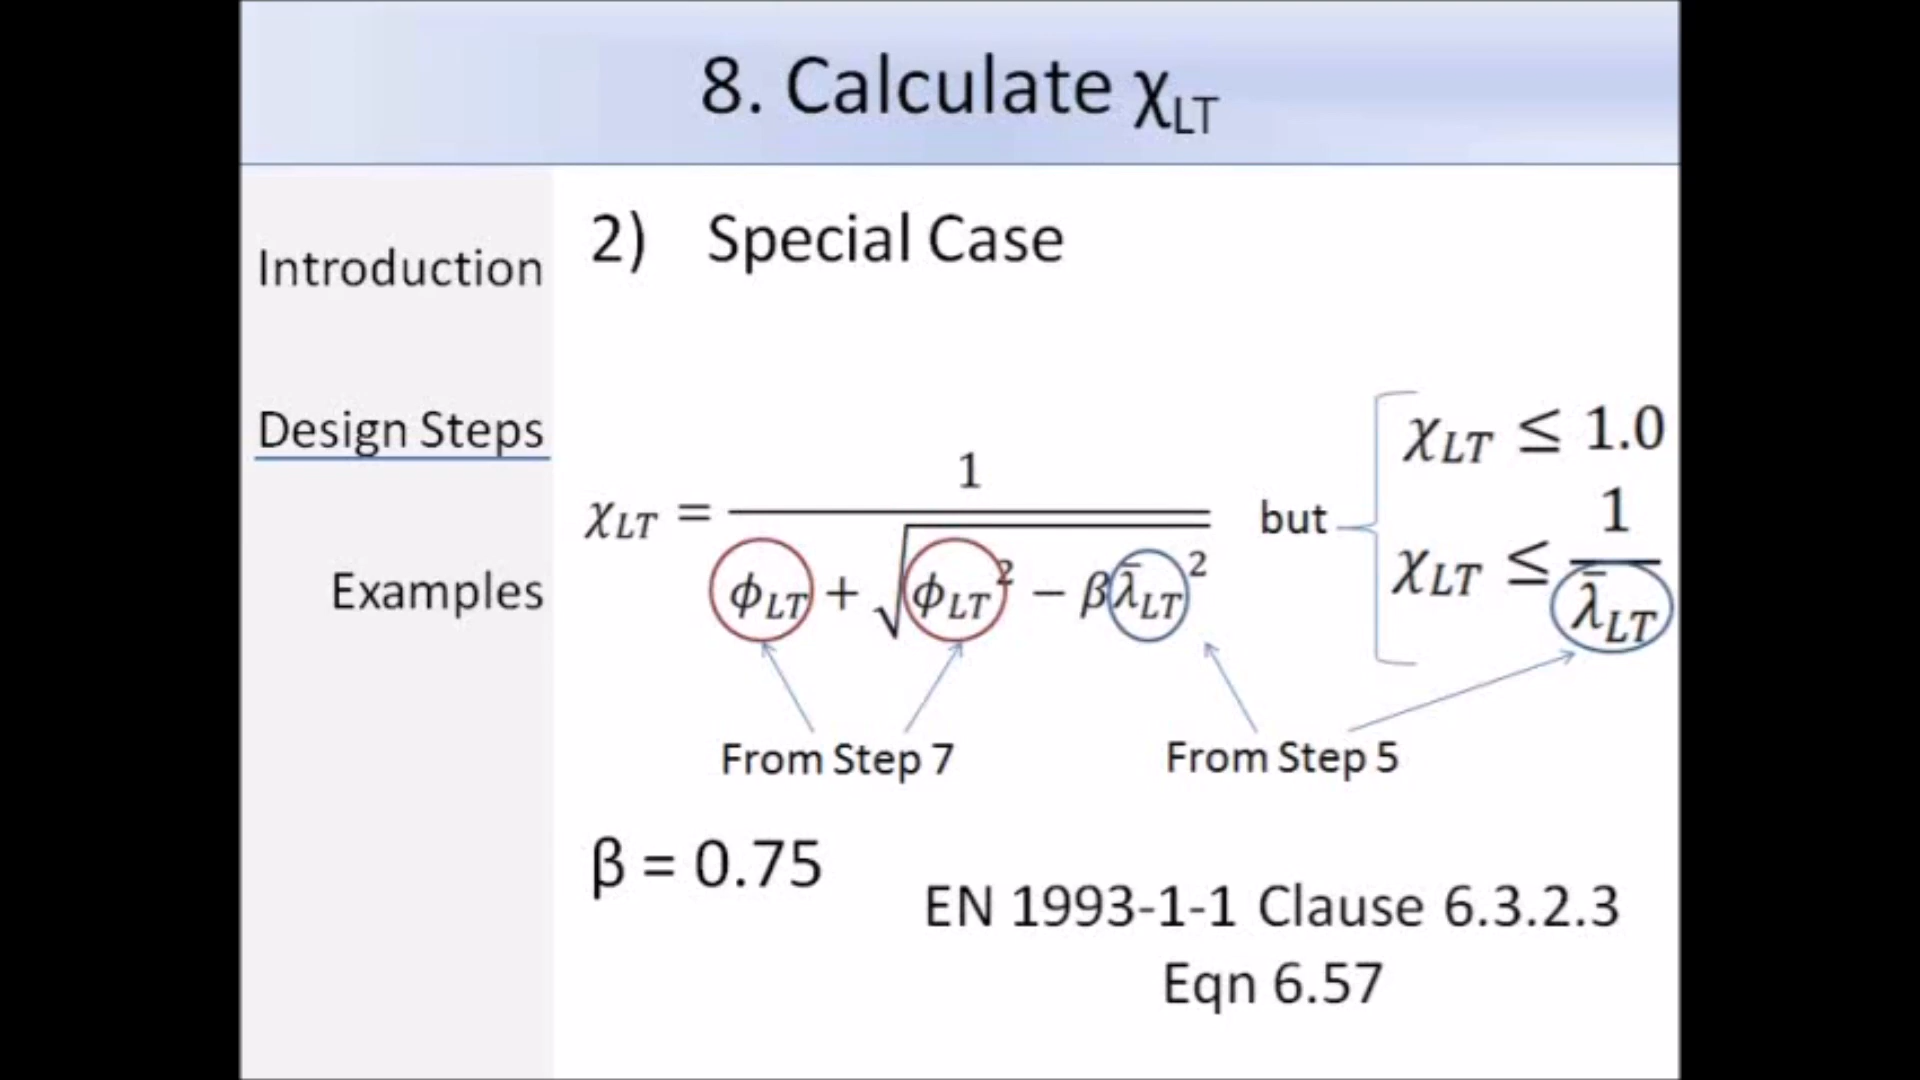 8. Calculate χLT
Introduction
Design Steps
Examples
2) Special Case
χLT = 1 / (ϕLT + √(ϕLT² − βλ̄LT²)) but
χLT ≤ 1.0
χLT ≤ 1 / λ̄LT
From Step 7
From Step 5
β = 0.75
EN 1993-1-1 Clause 6.3.2.3
Eqn 6.57